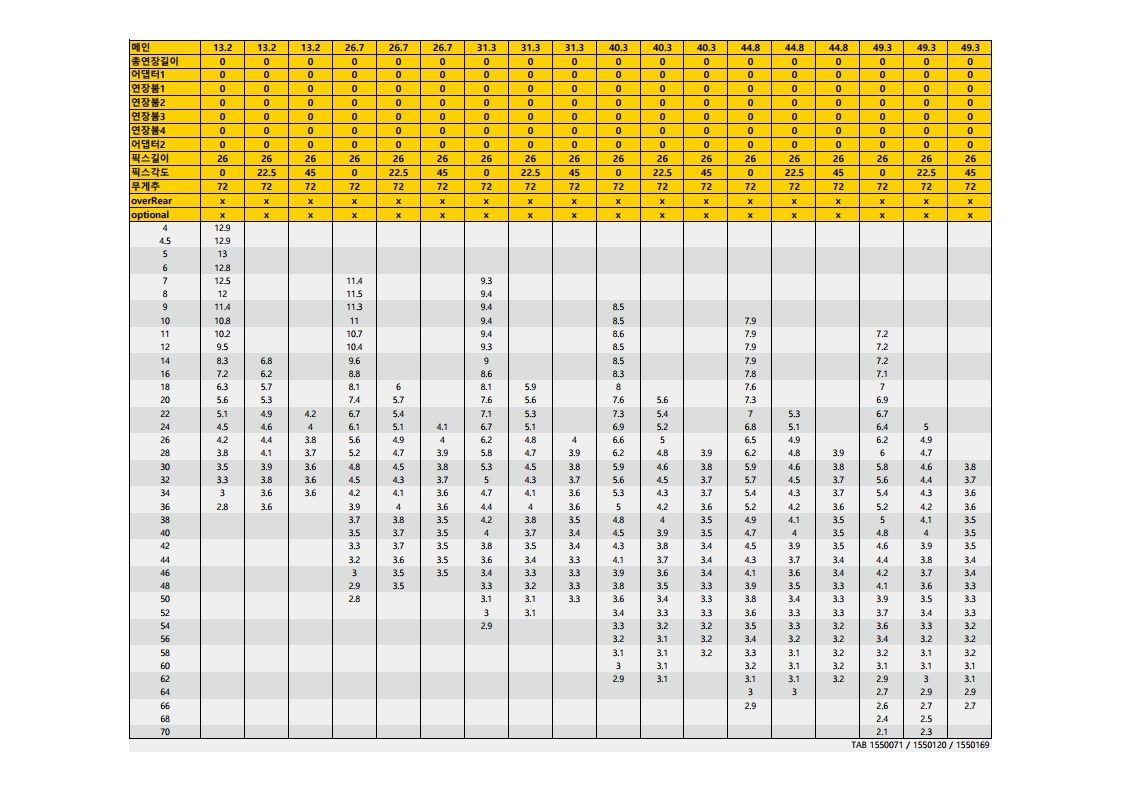 메인 13.2 13.2 13.2 26.7 26.7 26.7 31.3 31.3 31.3 40.3 40.3 40.3 44.8 44.8 44.8 49.3 49.3 49.3
총연장길이 0 0 0 0 0 0 0 0 0 0 0 0 0 0 0 0 0 0
어댑터1 0 0 0 0 0 0 0 0 0 0 0 0 0 0 0 0 0 0
연장붐1 0 0 0 0 0 0 0 0 0 0 0 0 0 0 0 0 0 0
연장붐2 0 0 0 0 0 0 0 0 0 0 0 0 0 0 0 0 0 0
연장붐3 0 0 0 0 0 0 0 0 0 0 0 0 0 0 0 0 0 0
연장붐4 0 0 0 0 0 0 0 0 0 0 0 0 0 0 0 0 0 0
어댑터2 0 0 0 0 0 0 0 0 0 0 0 0 0 0 0 0 0 0
픽스길이 26 26 26 26 26 26 26 26 26 26 26 26 26 26 26 26 26 26
픽스각도 0 22.5 45 0 22.5 45 0 22.5 45 0 22.5 45 0 22.5 45 0 22.5 45
무게추 72 72 72 72 72 72 72 72 72 72 72 72 72 72 72 72 72 72
overRear x x x x x x x x x x x x x x x x x x
optional x x x x x x x x x x x x x x x x x x
4 12.9
4.5 12.9
5 13
6 12.8
7 12.5 11.4 9.3
8 12 11.5 9.4
9 11.4 11.3 9.4 8.5
10 10.8 11 9.4 8.5 7.9
11 10.2 10.7 9.4 8.6 7.9 7.2
12 9.5 10.4 9.3 8.5 7.9 7.2
14 8.3 6.8 9.6 9 8.5 7.9 7.2
16 7.2 6.2 8.8 8.6 8.3 7.8 7.1
18 6.3 5.7 8.1 6 8.1 5.9 8 7.6 7
20 5.6 5.3 7.4 5.7 7.6 5.6 7.6 5.6 7.3 6.9
22 5.1 4.9 4.2 6.7 5.4 7.1 5.3 7.3 5.4 7 5.3 6.7
24 4.5 4.6 4 6.1 5.1 4.1 6.7 5.1 6.9 5.2 6.8 5.1 6.4 5
26 4.2 4.4 3.8 5.6 4.9 4 6.2 4.8 4 6.6 5 6.5 4.9 6.2 4.9
28 3.8 4.1 3.7 5.2 4.7 3.9 5.8 4.7 3.9 6.2 4.8 3.9 6.2 4.8 3.9 6 4.7
30 3.5 3.9 3.6 4.8 4.5 3.8 5.3 4.5 3.8 5.9 4.6 3.8 5.9 4.6 3.8 5.8 4.6 3.8
32 3.3 3.8 3.6 4.5 4.3 3.7 5 4.3 3.7 5.6 4.5 3.7 5.7 4.5 3.7 5.6 4.4 3.7
34 3 3.6 3.6 4.2 4.1 3.6 4.7 4.1 3.6 5.3 4.3 3.7 5.4 4.3 3.7 5.4 4.3 3.6
36 2.8 3.6 3.9 4 3.6 4.4 4 3.6 5 4.2 3.6 5.2 4.2 3.6 5.2 4.2 3.6
38 3.7 3.8 3.5 4.2 3.8 3.5 4.8 4 3.5 4.9 4.1 3.5 5 4.1 3.5
40 3.5 3.7 3.5 4 3.7 3.4 4.5 3.9 3.5 4.7 4 3.5 4.8 4 3.5
42 3.3 3.7 3.5 3.8 3.5 3.4 4.3 3.8 3.4 4.5 3.9 3.5 4.6 3.9 3.5
44 3.2 3.6 3.5 3.6 3.4 3.3 4.1 3.7 3.4 4.3 3.7 3.4 4.4 3.8 3.4
46 3 3.5 3.5 3.4 3.3 3.3 3.9 3.6 3.4 4.1 3.6 3.4 4.2 3.7 3.4
48 2.9 3.5 3.3 3.2 3.3 3.8 3.5 3.3 3.9 3.5 3.3 4.1 3.6 3.3
50 2.8 3.1 3.1 3.3 3.6 3.4 3.3 3.8 3.4 3.3 3.9 3.5 3.3
52 3 3.1 3.4 3.3 3.3 3.6 3.3 3.3 3.7 3.4 3.3
54 2.9 3.3 3.2 3.2 3.5 3.3 3.2 3.6 3.3 3.2
56 3.2 3.1 3.2 3.4 3.2 3.2 3.4 3.2 3.2
58 3.1 3.1 3.2 3.3 3.1 3.2 3.2 3.1 3.2
60 3 3.1 3.2 3.1 3.2 3.1 3.1 3.1
62 2.9 3.1 3.1 3.1 3.2 2.9 3 3.1
64 3 3 2.7 2.9 2.9
66 2.9 2.6 2.7 2.7
68 2.4 2.5
70 2.1 2.3
TAB 1550071 / 1550120 / 1550169